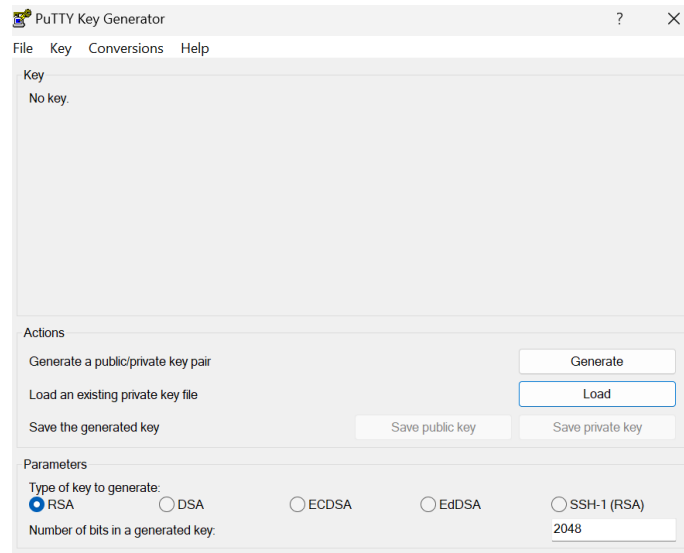 PuTTY Key Generator ?
File Key Conversions Help
Key
No key.
Actions
Generate a public/private key pair Generate
Load an existing private key file Load
Save the generated key Save public key Save private key
Parameters
Type of key to generate:
RSA DSA ECDSA EdDSA SSH-1 (RSA)
Number of bits in a generated key: 2048